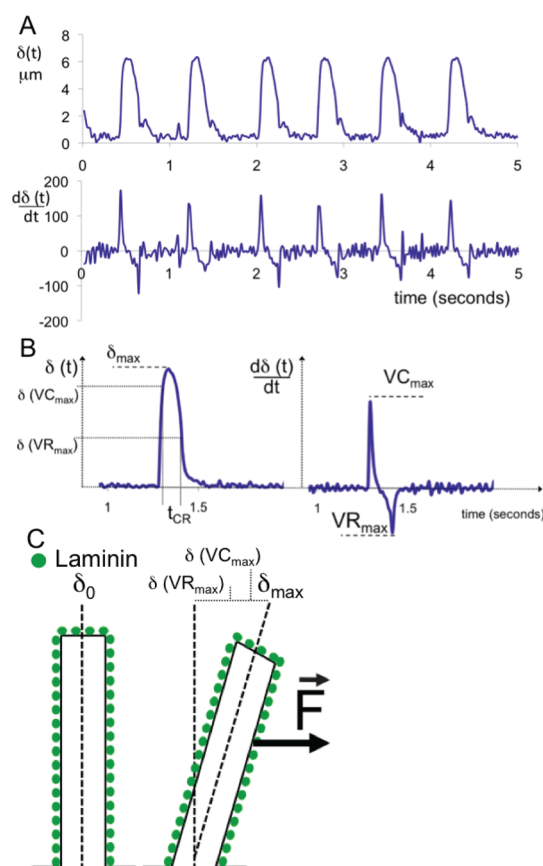 A
δ(t)
μm
8
6
4
2
0
0 1 2 3 4 5
200
dδ (t)
dt
100
0
-100
-200
0 1 2 3 4 5
time (seconds)
B
δ (t)
δmax
δ (VCmax)
δ (VRmax)
1 1.5
tCR
dδ (t)
dt
VCmax
1 1.5
time (seconds)
VRmax
C
Laminin
δ0
δ (VCmax)
δ (VRmax)
δmax
F